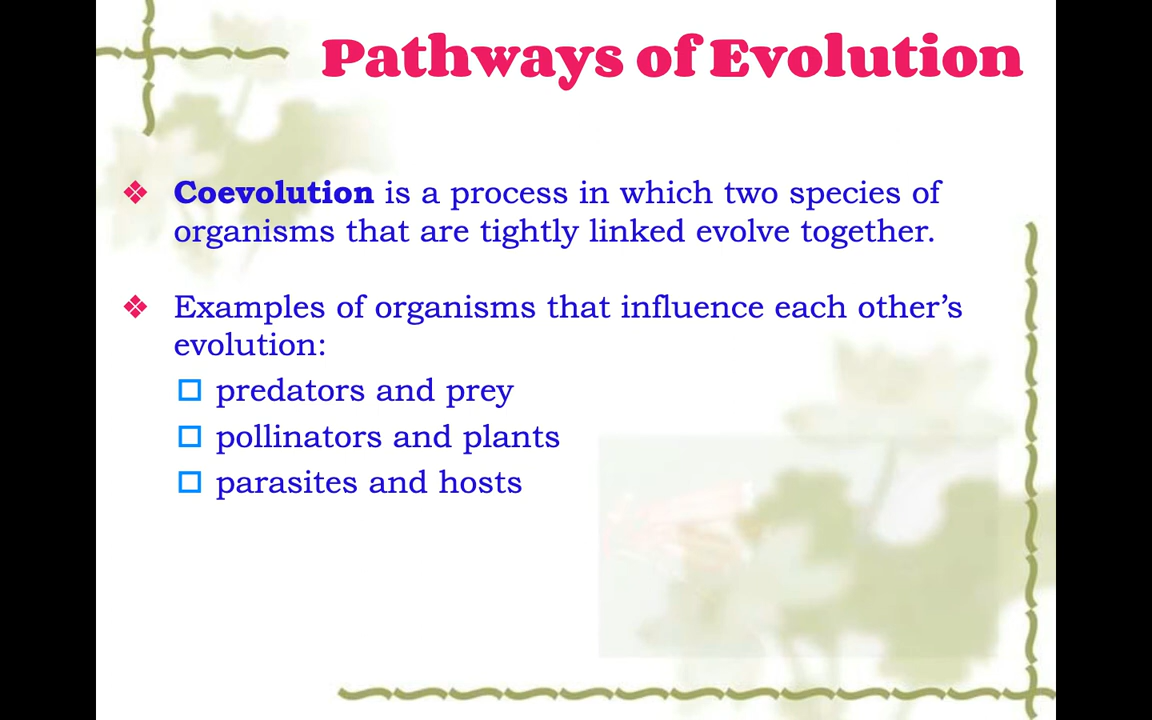 Pathways of Evolution
❖ Coevolution is a process in which two species of
organisms that are tightly linked evolve together.
❖ Examples of organisms that influence each other’s
evolution:
□ predators and prey
□ pollinators and plants
□ parasites and hosts